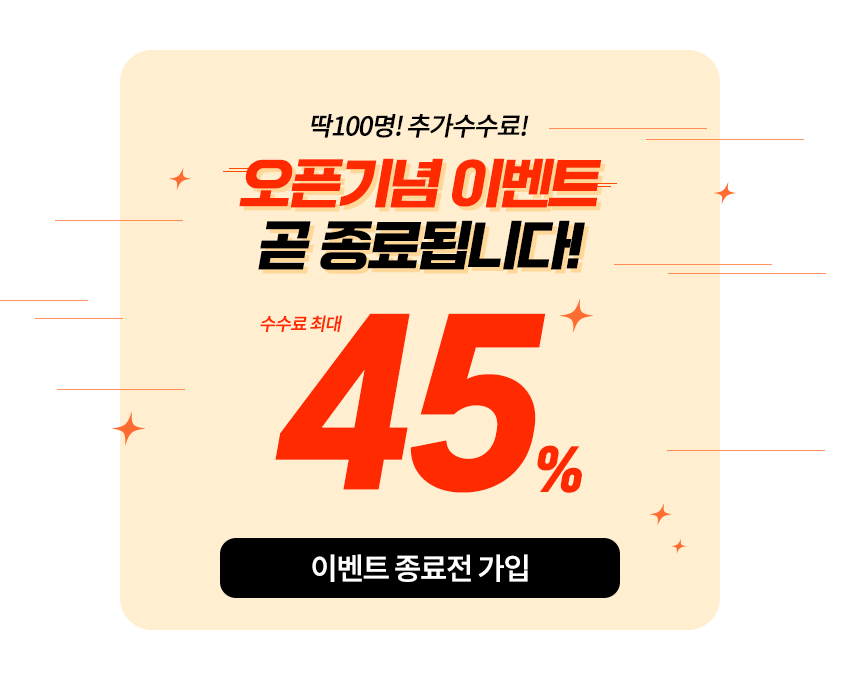 딱100명! 추가수수료!
오픈기념 이벤트
곧 종료됩니다!
수수료 최대
45%
이벤트 종료전 가입